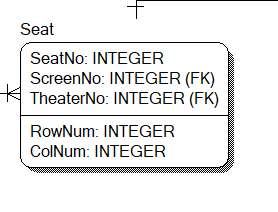 Seat
SeatNo: INTEGER
ScreenNo: INTEGER (FK)
TheaterNo: INTEGER (FK)
RowNum: INTEGER
ColNum: INTEGER